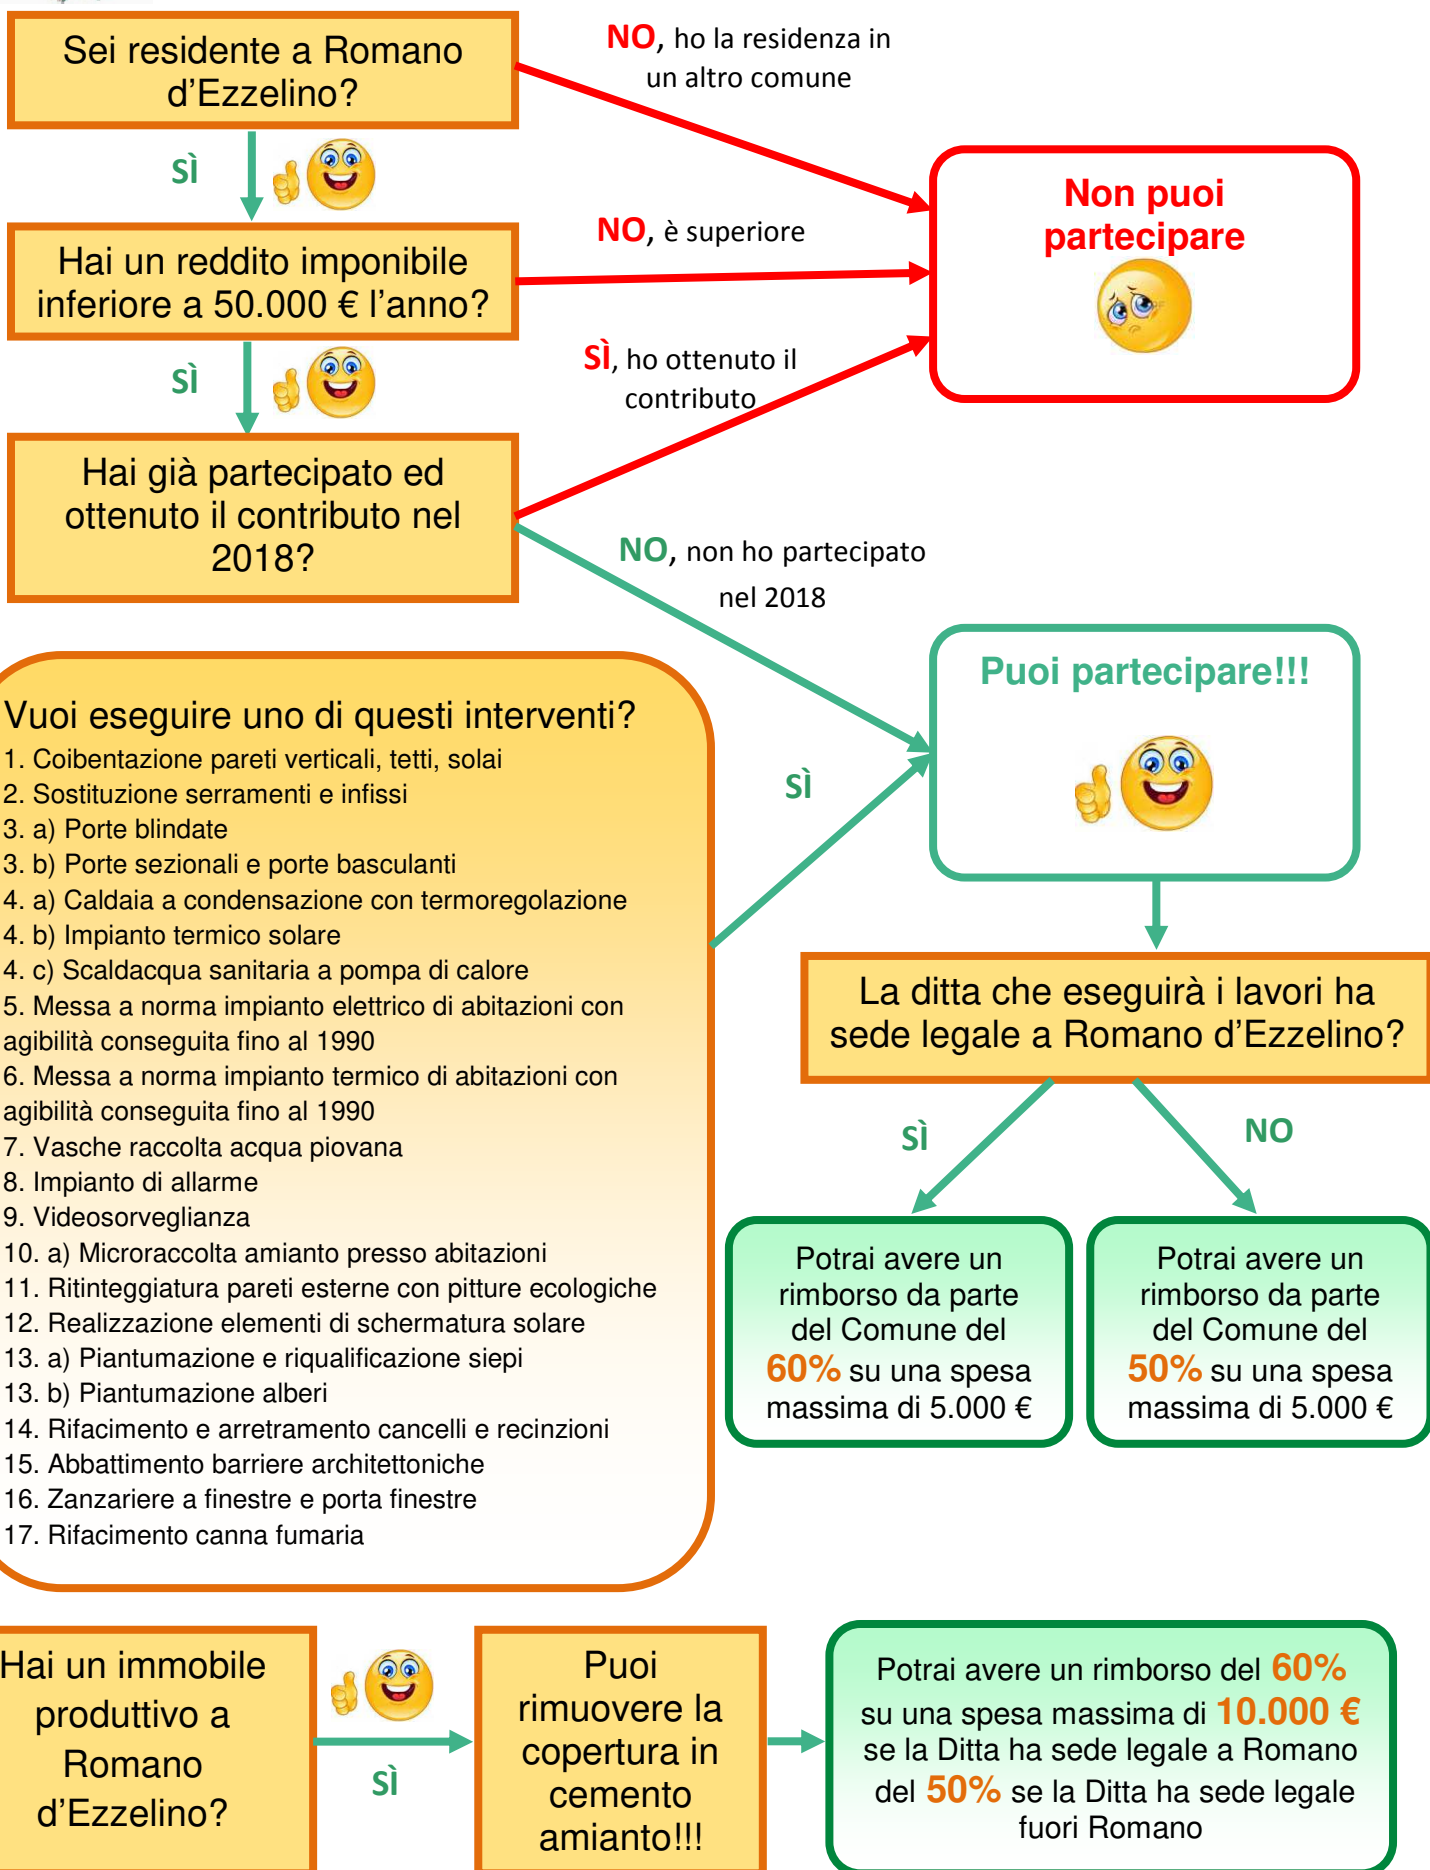 Sei residente a Romano
d'Ezzelino?
NO, ho la residenza in
un altro comune
SÌ
Non puoi
partecipare
Hai un reddito imponibile
inferiore a 50.000 € l'anno?
NO, è superiore
SÌ
SÌ, ho ottenuto il
contributo
Hai già partecipato ed
ottenuto il contributo nel
2018?
NO, non ho partecipato
nel 2018
Puoi partecipare!!!
Vuoi eseguire uno di questi interventi?
1. Coibentazione pareti verticali, tetti, solai
2. Sostituzione serramenti e infissi
3. a) Porte blindate
3. b) Porte sezionali e porte basculanti
4. a) Caldaia a condensazione con termoregolazione
4. b) Impianto termico solare
4. c) Scaldacqua sanitaria a pompa di calore
5. Messa a norma impianto elettrico di abitazioni con
agibilità conseguita fino al 1990
6. Messa a norma impianto termico di abitazioni con
agibilità conseguita fino al 1990
7. Vasche raccolta acqua piovana
8. Impianto di allarme
9. Videosorveglianza
10. a) Microraccolta amianto presso abitazioni
11. Ritinteggiatura pareti esterne con pitture ecologiche
12. Realizzazione elementi di schermatura solare
13. a) Piantumazione e riqualificazione siepi
13. b) Piantumazione alberi
14. Rifacimento e arretramento cancelli e recinzioni
15. Abbattimento barriere architettoniche
16. Zanzariere a finestre e porta finestre
17. Rifacimento canna fumaria
SÌ
La ditta che eseguirà i lavori ha
sede legale a Romano d'Ezzelino?
SÌ
NO
Potrai avere un
rimborso da parte
del Comune del
60% su una spesa
massima di 5.000 €
Potrai avere un
rimborso da parte
del Comune del
50% su una spesa
massima di 5.000 €
Hai un immobile
produttivo a
Romano
d'Ezzelino?
SÌ
Puoi
rimuovere la
copertura in
cemento
amianto!!!
Potrai avere un rimborso del 60%
su una spesa massima di 10.000 €
se la Ditta ha sede legale a Romano
del 50% se la Ditta ha sede legale
fuori Romano